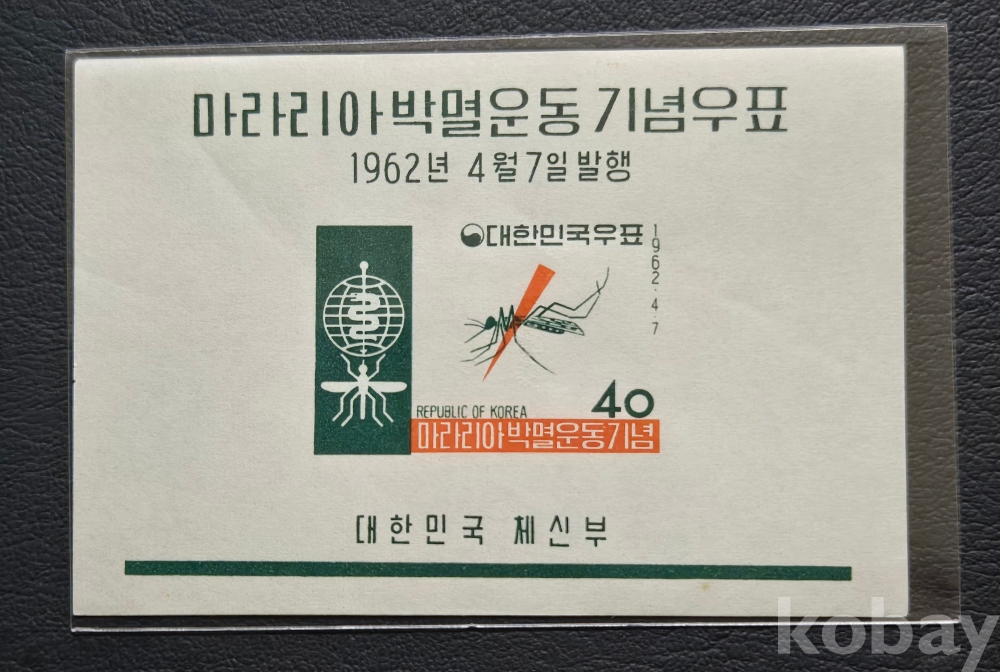 마라리아박멸운동기념우표
1962년 4월7일발행
대한민국우표
1962.4.7
REPUBLIC OF KOREA
40
마라리아박멸운동기념
대한민국 체신부
kobay